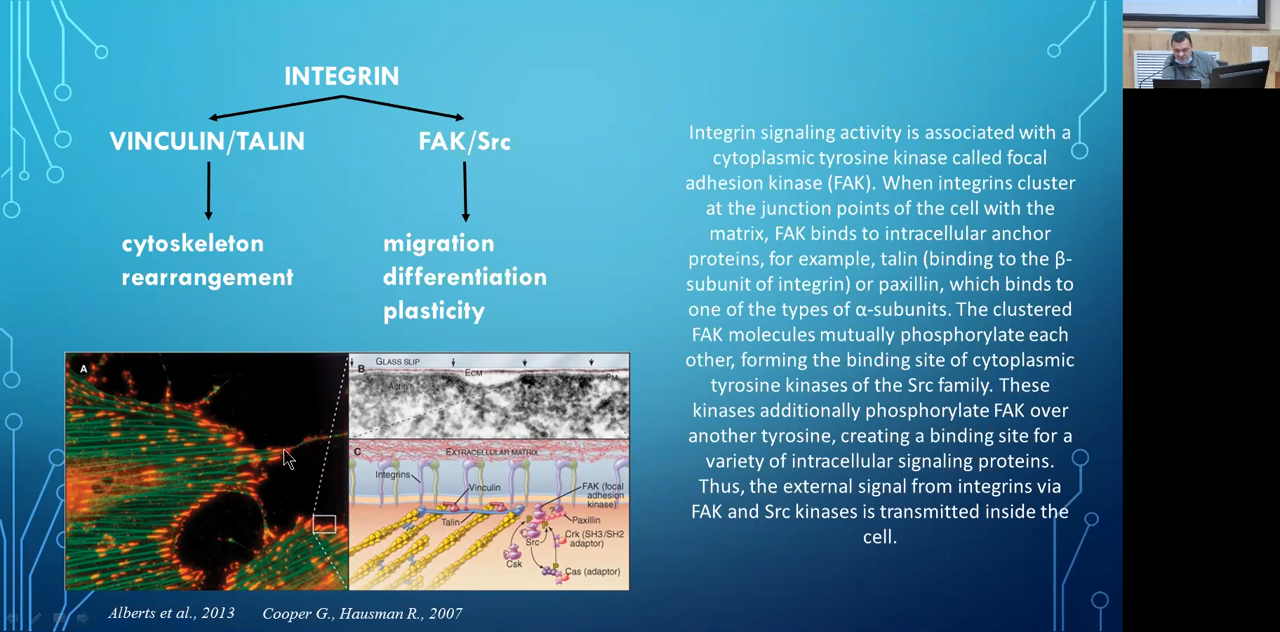 INTEGRIN
VINCULIN/TALIN
FAK/Src
cytoskeleton
rearrangement
migration
differentiation
plasticity
Integrin signaling activity is associated with a
cytoplasmic tyrosine kinase called focal
adhesion kinase (FAK). When integrins cluster
at the junction points of the cell with the
matrix, FAK binds to intracellular anchor
proteins, for example, talin (binding to the β-
subunit of integrin) or paxillin, which binds to
one of the types of α-subunits. The clustered
FAK molecules mutually phosphorylate each
other, forming the binding site of cytoplasmic
tyrosine kinases of the Src family. These
kinases additionally phosphorylate FAK over
another tyrosine, creating a binding site for a
variety of intracellular signaling proteins.
Thus, the external signal from integrins via
FAK and Src kinases is transmitted inside the
cell.
A
B
GLASS SLIP
ECM
Actin
C
EXTRACELLULAR MATRIX
Integrins
Vinculin
Talin
FAK (focal
adhesion
kinase)
?
P
P
Paxillin
Src
Crk (SH3/SH2
adaptor)
Csk
P
Cas (adaptor)
Alberts et al., 2013
Cooper G., Hausman R., 2007